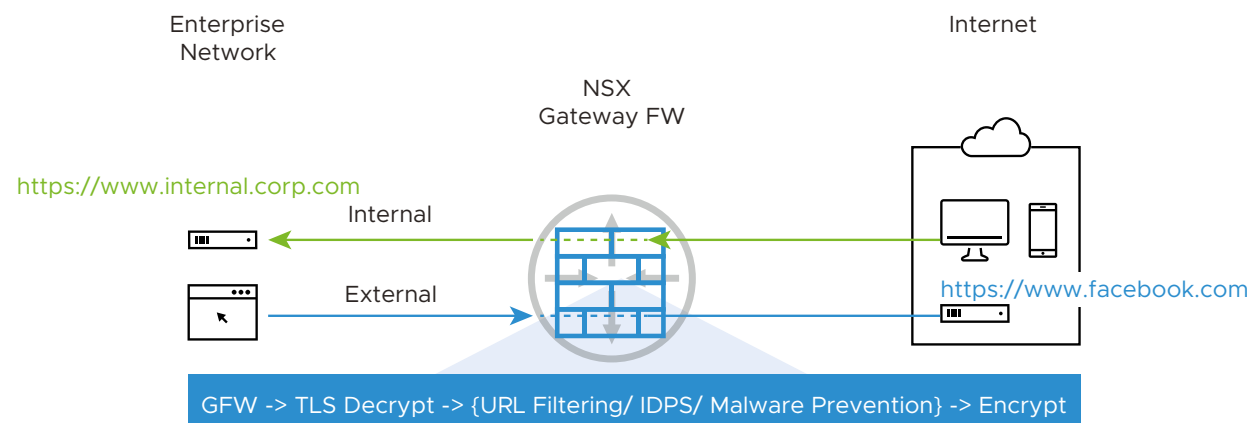 Enterprise
Network
Internet
NSX
Gateway FW
https://www.internal.corp.com
Internal
External
https://www.facebook.com
GFW -> TLS Decrypt -> {URL Filtering/ IDPS/ Malware Prevention} -> Encrypt